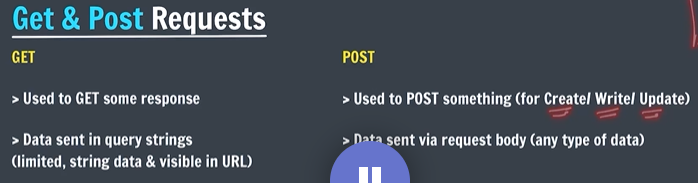 Get & Post Requests
GET
> Used to GET some response
> Data sent in query strings
(limited, string data & visible in URL)
POST
> Used to POST something (for Create/ Write/ Update)
> Data sent via request body (any type of data)